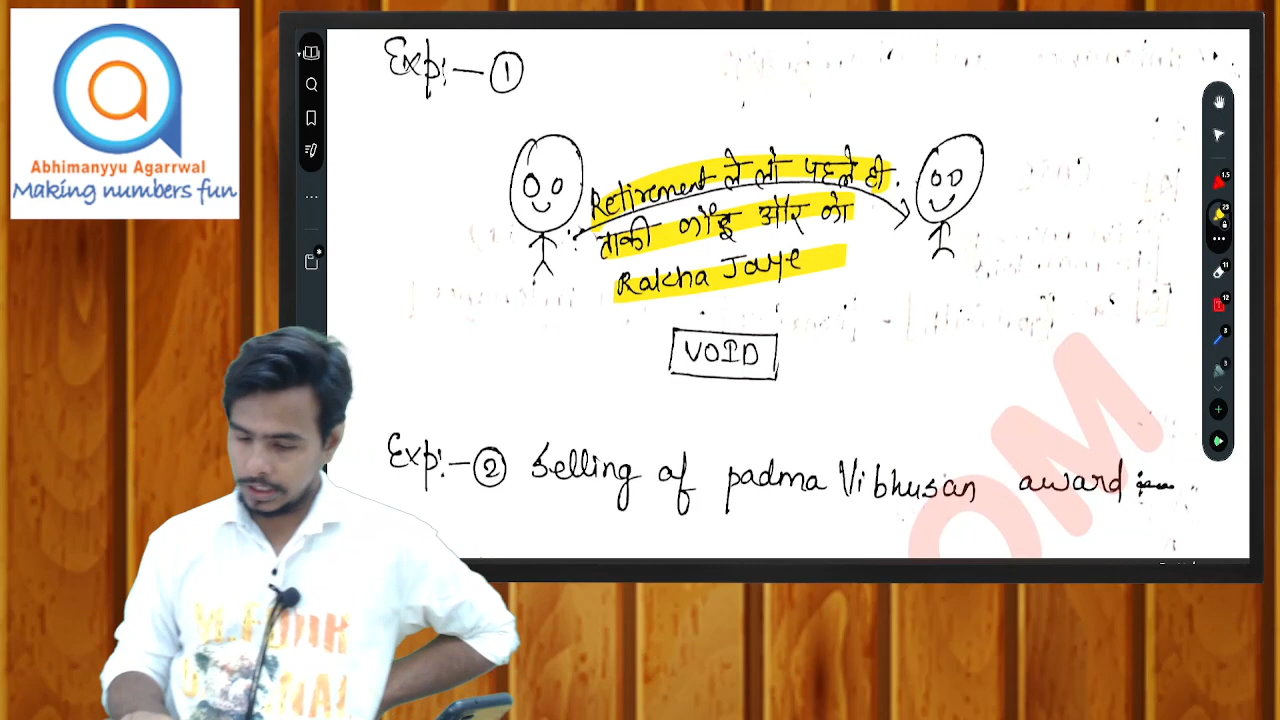 Abhimanyyu Agarrwal
Making numbers fun
Exp:- ①
Retirement ले लो पहले ही
ताकी कोई और को
Rakha Jaye
VOID
Exp:- ② Selling of padma Vibhusan award
OM